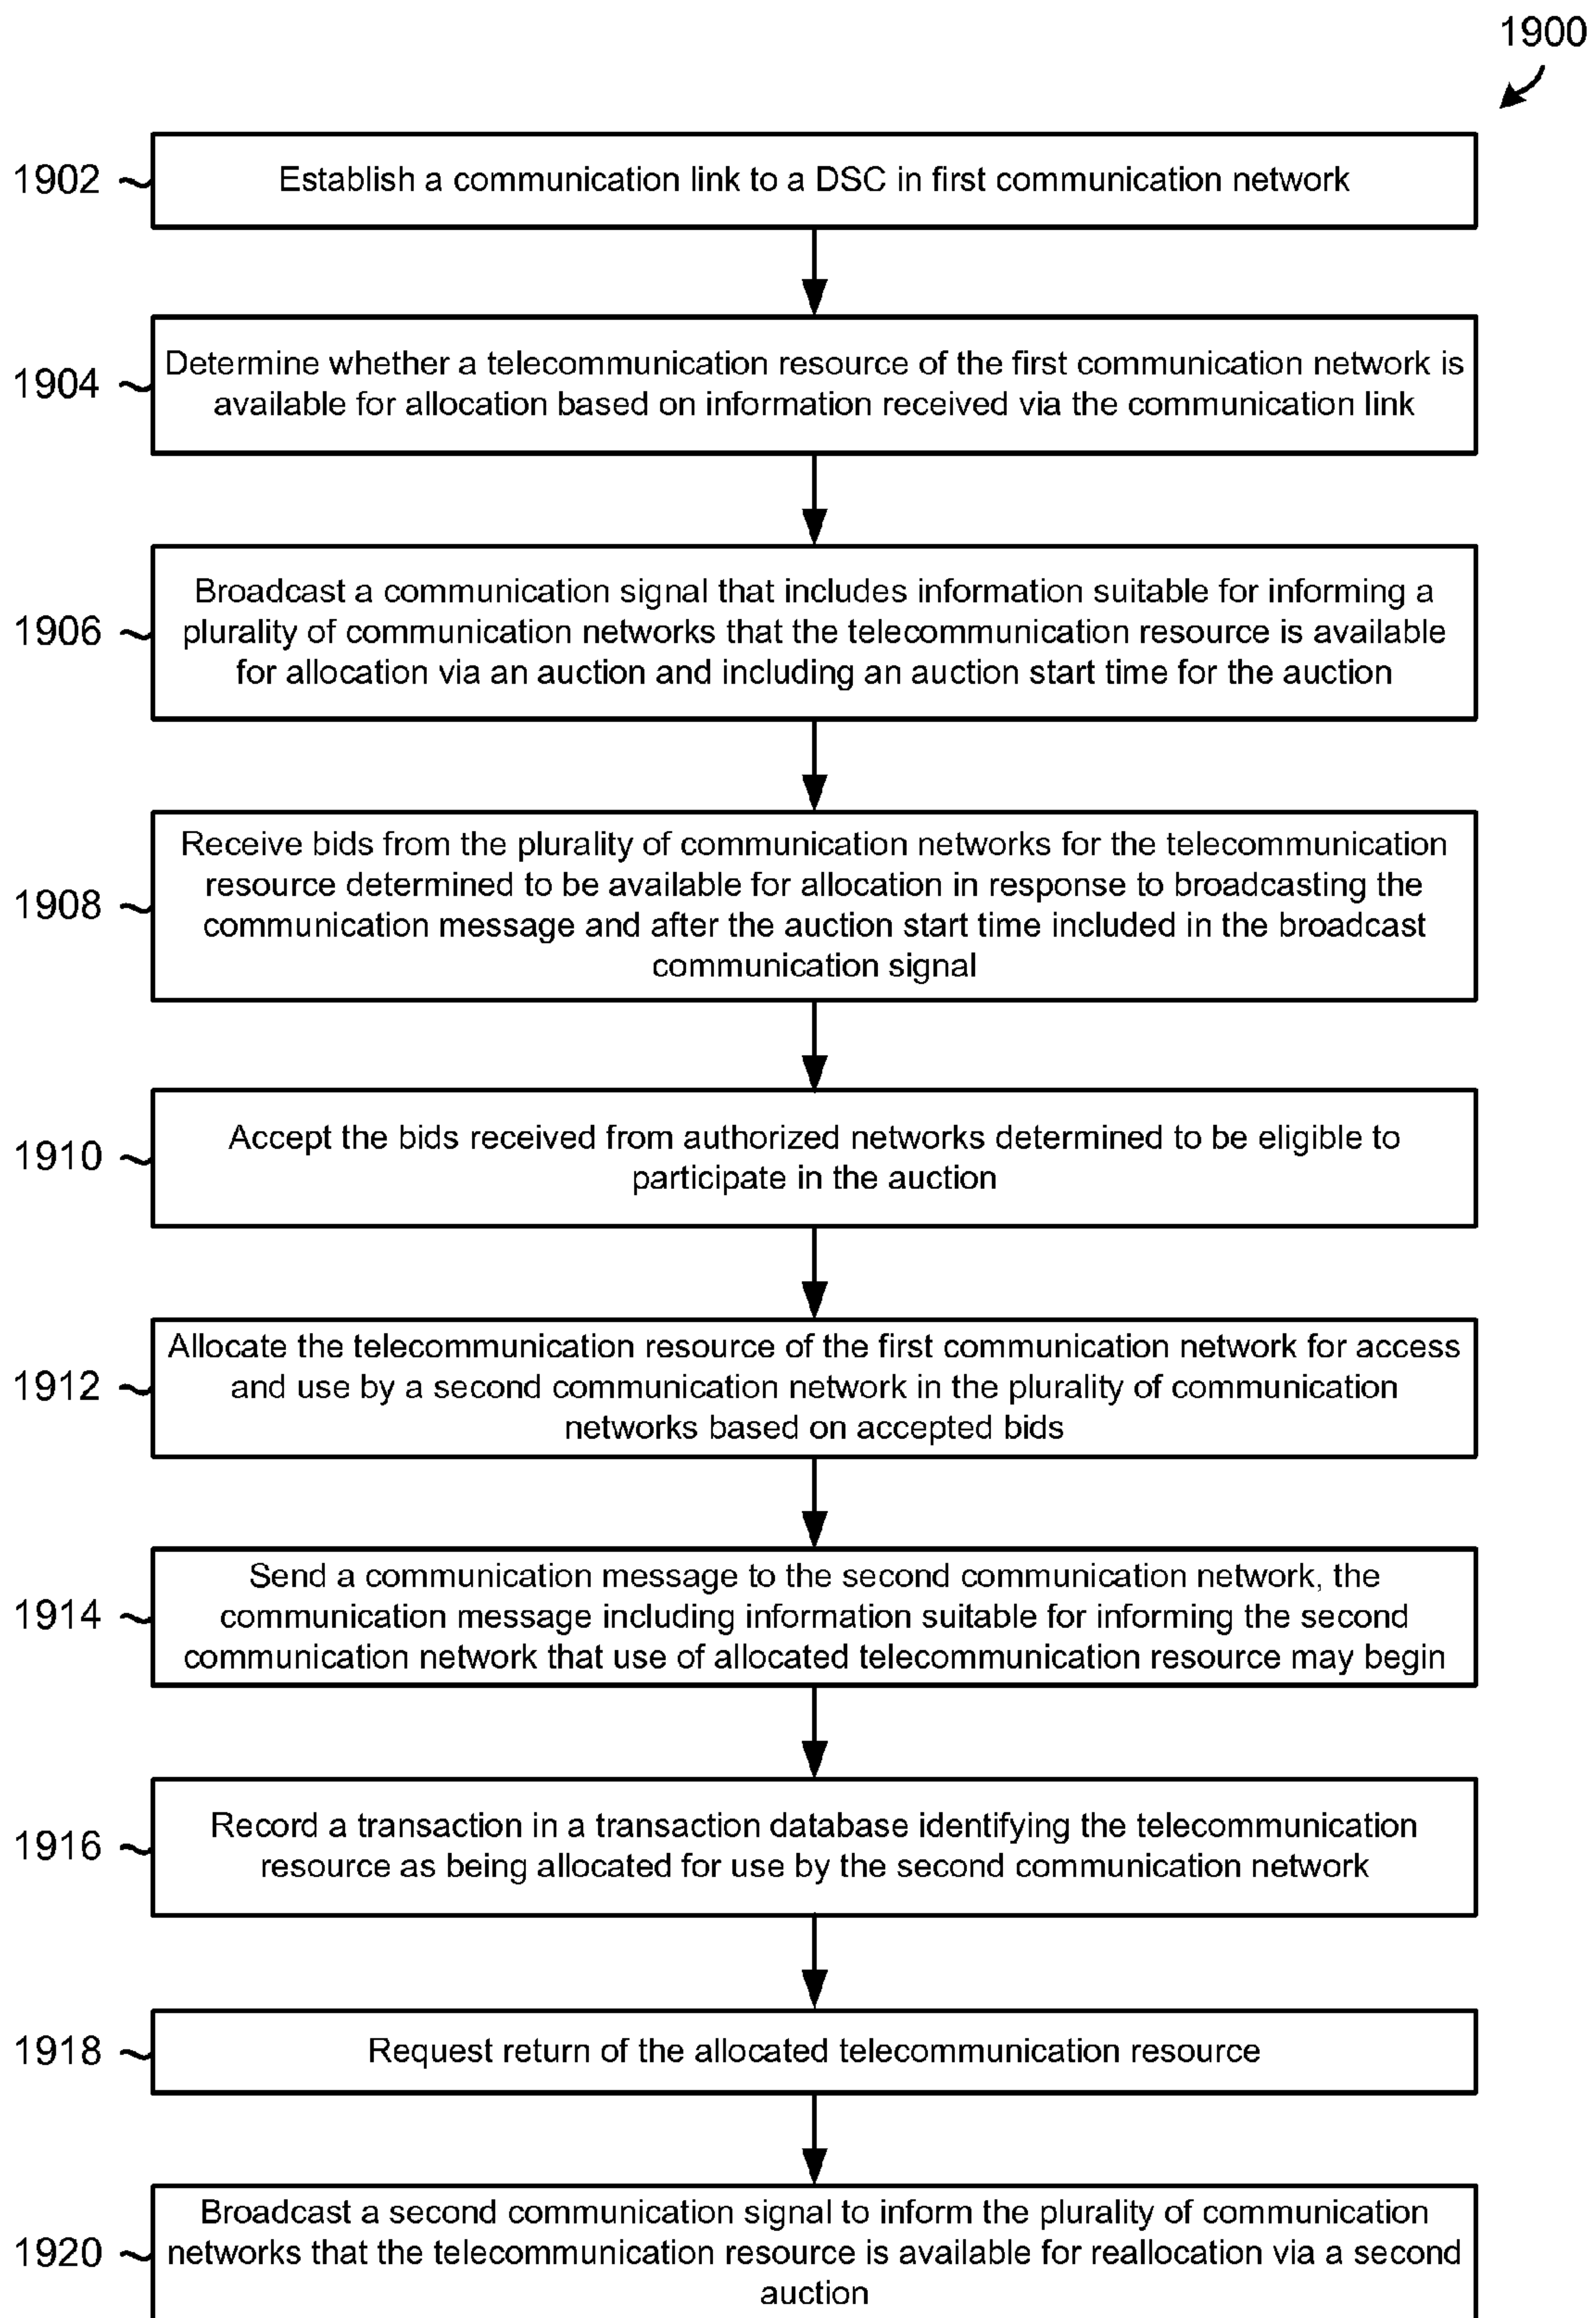 1900
1902
Establish a communication link to a DSC in first communication network
1904
Determine whether a telecommunication resource of the first communication network is
available for allocation based on information received via the communication link
1906
Broadcast a communication signal that includes information suitable for informing a
plurality of communication networks that the telecommunication resource is available
for allocation via an auction and including an auction start time for the auction
1908
Receive bids from the plurality of communication networks for the telecommunication
resource determined to be available for allocation in response to broadcasting the
communication message and after the auction start time included in the broadcast
communication signal
1910
Accept the bids received from authorized networks determined to be eligible to
participate in the auction
1912
Allocate the telecommunication resource of the first communication network for access
and use by a second communication network in the plurality of communication
networks based on accepted bids
1914
Send a communication message to the second communication network, the
communication message including information suitable for informing the second
communication network that use of allocated telecommunication resource may begin
1916
Record a transaction in a transaction database identifying the telecommunication
resource as being allocated for use by the second communication network
1918
Request return of the allocated telecommunication resource
1920
Broadcast a second communication signal to inform the plurality of communication
networks that the telecommunication resource is available for reallocation via a second
auction